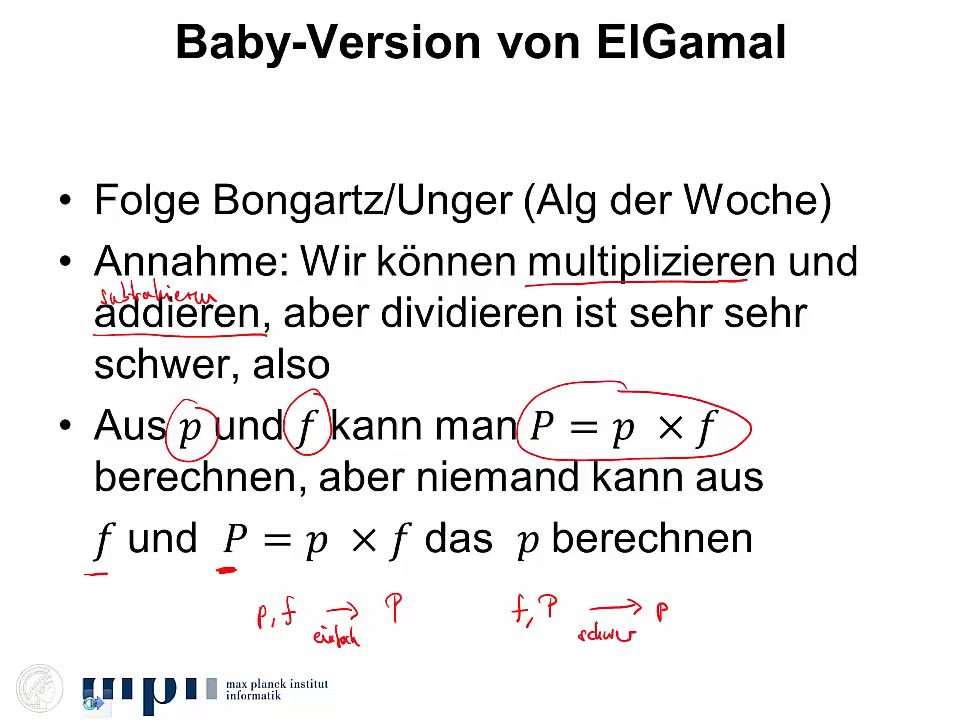 Baby-Version von ElGamal
• Folge Bongartz/Unger (Alg der Woche)
• Annahme: Wir können multiplizieren und
subtrahieren
addieren, aber dividieren ist sehr sehr
schwer, also
• Aus p und f kann man P = p × f
berechnen, aber niemand kann aus
f und P = p × f das p berechnen
p, f → P f, P → p
einfach schwer
max planck institut
informatik